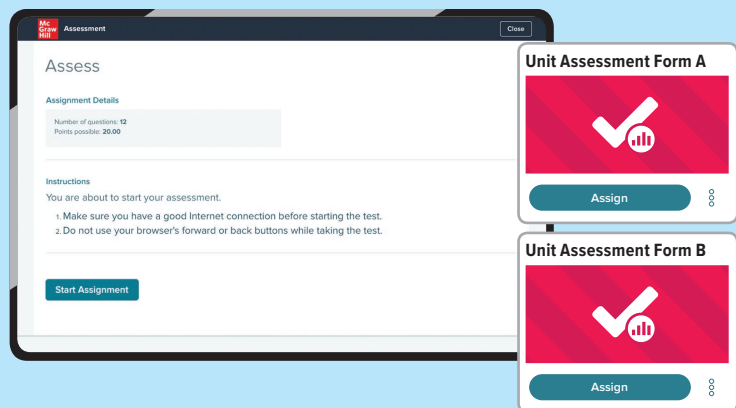 Mc
Graw
Hill
Assessment
Close
Assess
Assignment Details
Number of questions: 12
Points possible: 20.00
Instructions
You are about to start your assessment.
1. Make sure you have a good Internet connection before starting the test.
2. Do not use your browser's forward or back buttons while taking the test.
Start Assignment
Unit Assessment Form A
Assign
Unit Assessment Form B
Assign